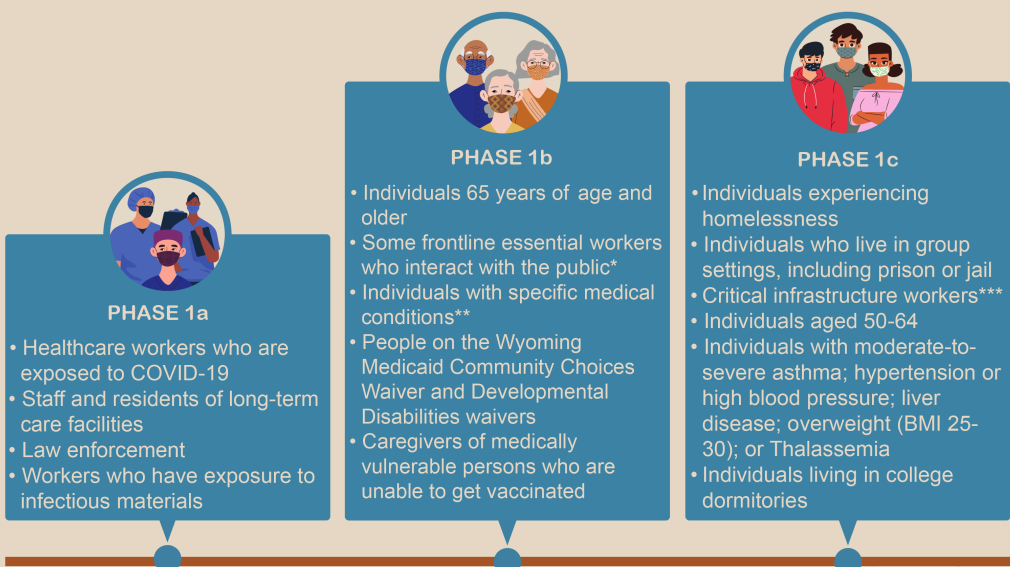 PHASE 1a
• Healthcare workers who are
exposed to COVID-19
• Staff and residents of long-term
care facilities
• Law enforcement
• Workers who have exposure to
infectious materials
PHASE 1b
• Individuals 65 years of age and
older
• Some frontline essential workers
who interact with the public*
• Individuals with specific medical
conditions**
• People on the Wyoming
Medicaid Community Choices
Waiver and Developmental
Disabilities waivers
• Caregivers of medically
vulnerable persons who are
unable to get vaccinated
PHASE 1c
• Individuals experiencing
homelessness
• Individuals who live in group
settings, including prison or jail
• Critical infrastructure workers***
• Individuals aged 50-64
• Individuals with moderate-to-
severe asthma; hypertension or
high blood pressure; liver
disease; overweight (BMI 25-
30); or Thalassemia
• Individuals living in college
dormitories